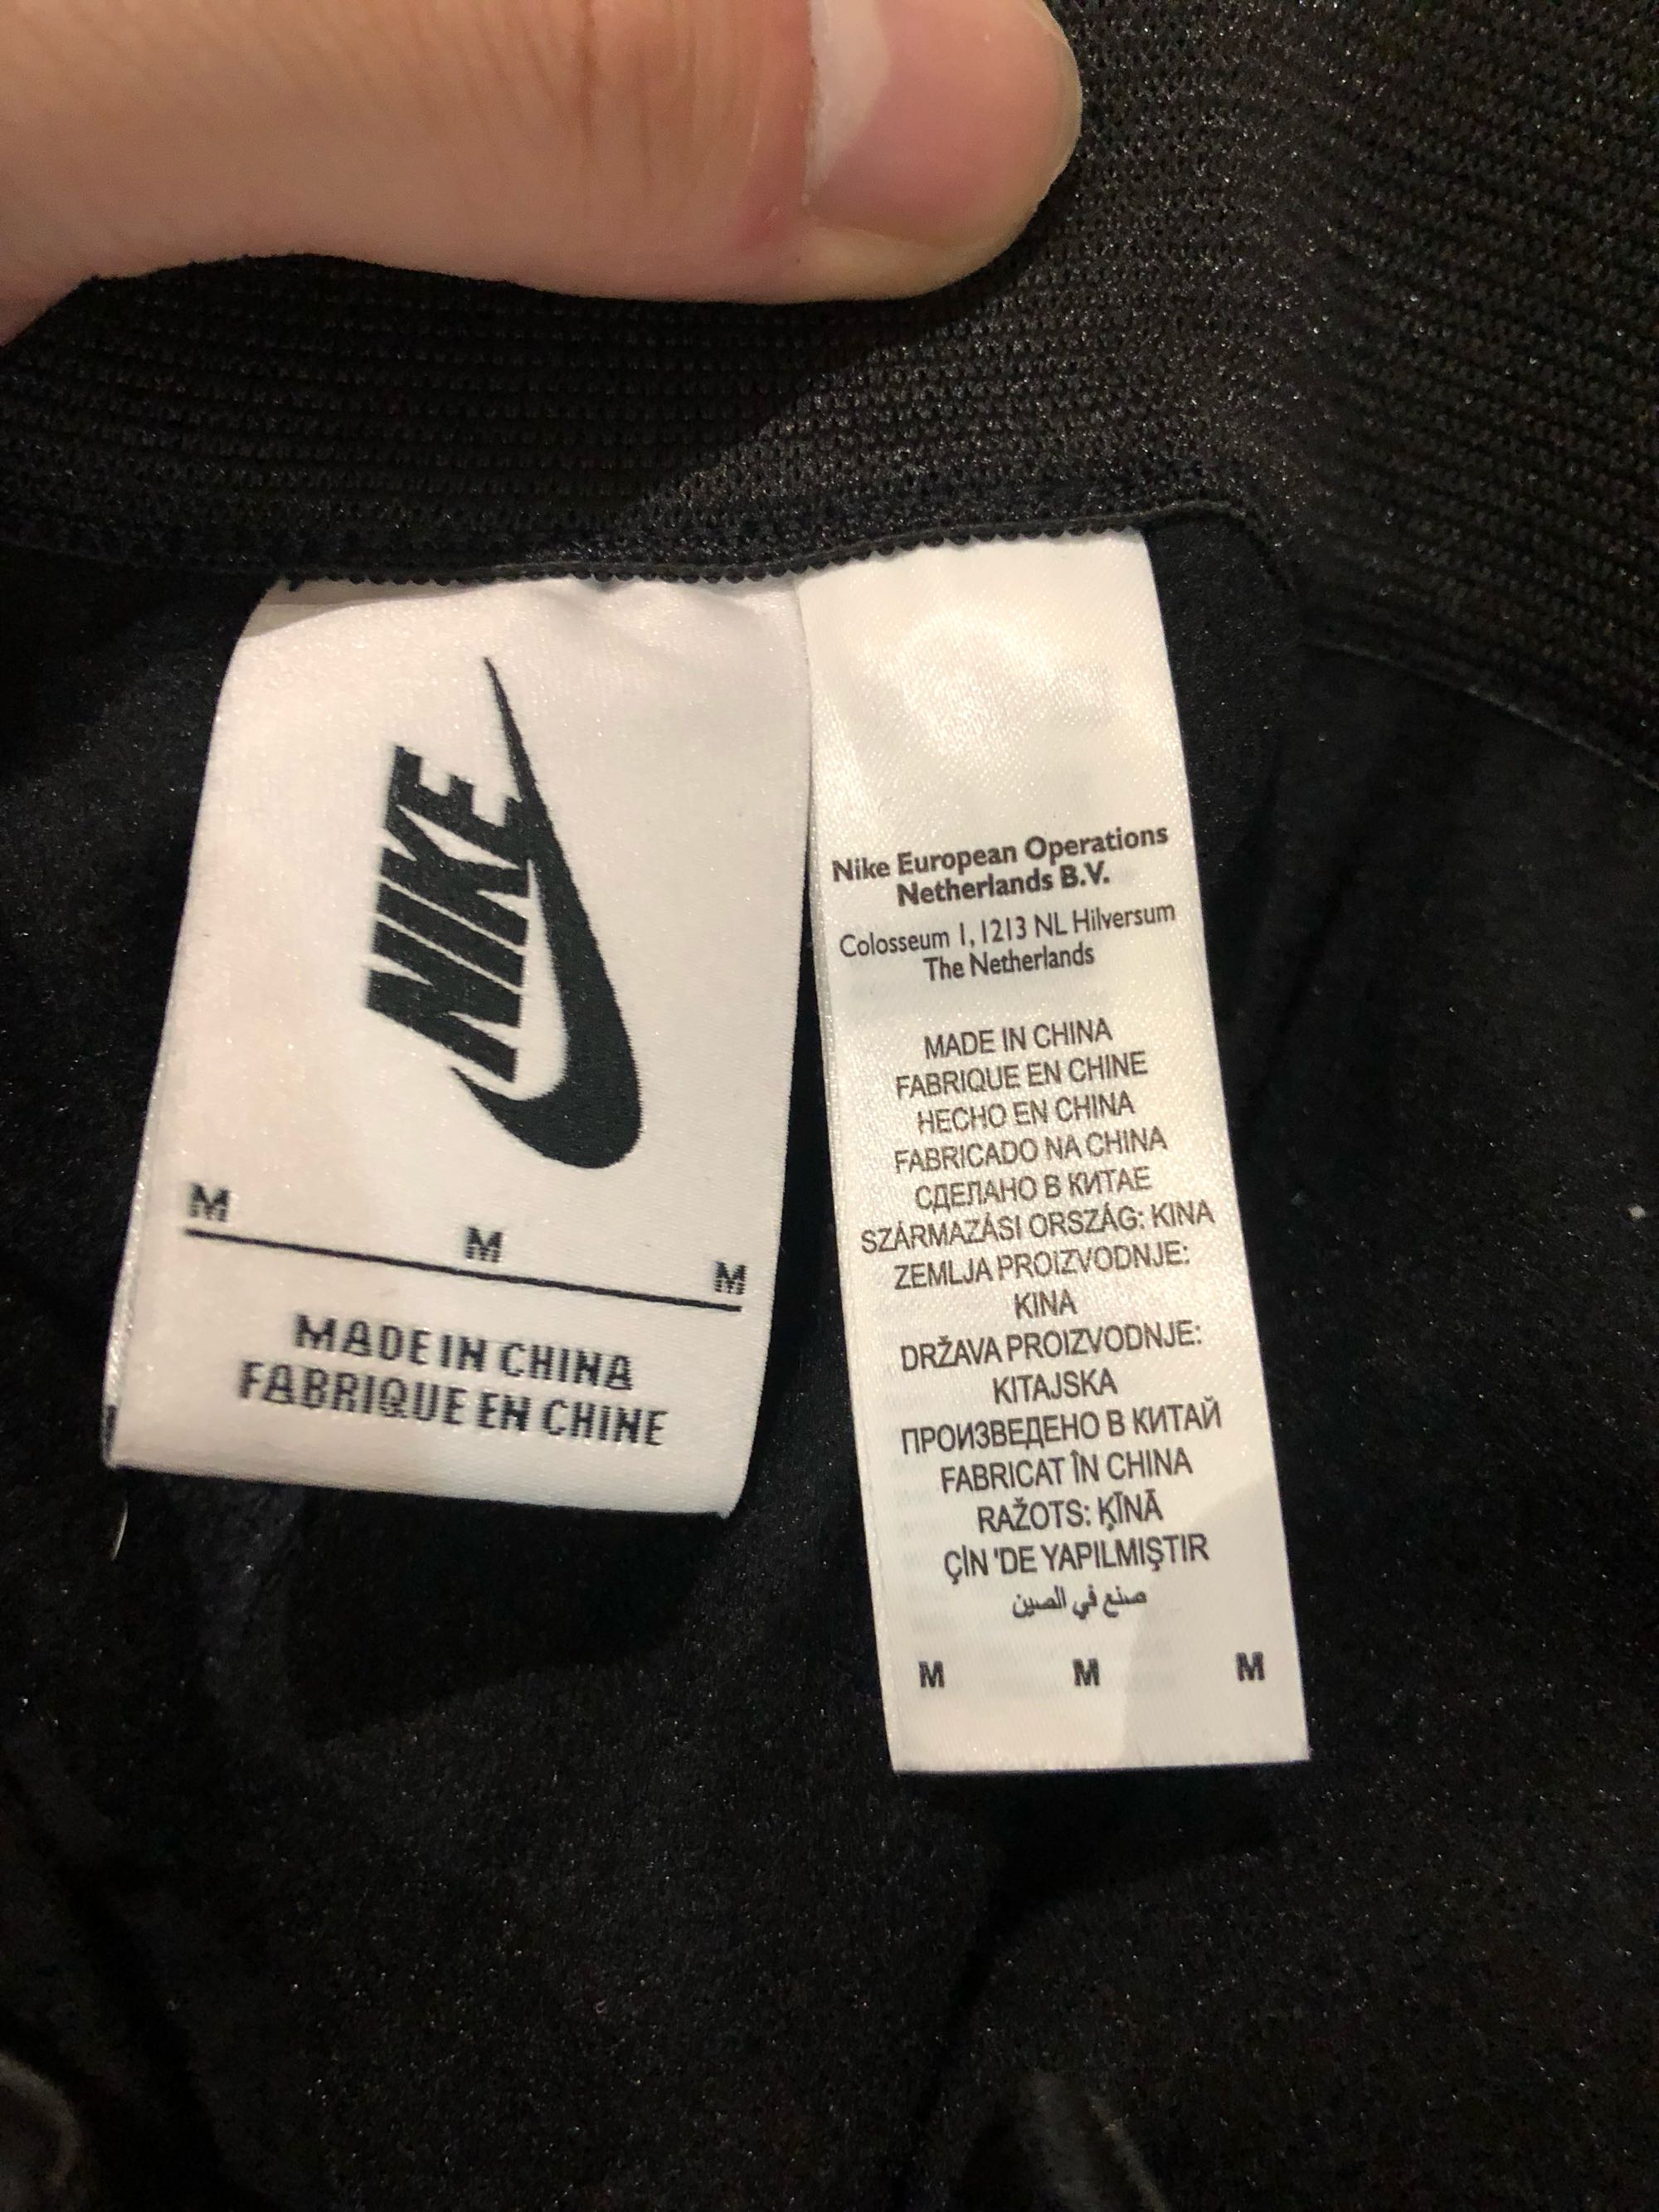 NIKE
M M M
MADE IN CHINA
FABRIQUE EN CHINE
Nike European Operations
Netherlands B.V.
Colosseum 1, 1213 NL Hilversum
The Netherlands
MADE IN CHINA
FABRIQUE EN CHINE
HECHO EN CHINA
FABRICADO NA CHINA
СДЕЛАНО В КИТАЕ
SZÁRMAZÁSI ORSZÁG: KINA
ZEMLJA PROIZVODNJE:
KINA
DRŽAVA PROIZVODNJE:
KITAJSKA
ПРОИЗВЕДЕНО В КИТАЙ
FABRICAT ÎN CHINA
RAŽOTS: ĶĪNĀ
ÇİN 'DE YAPILMIŞTIR
صنع في الصين
M M M